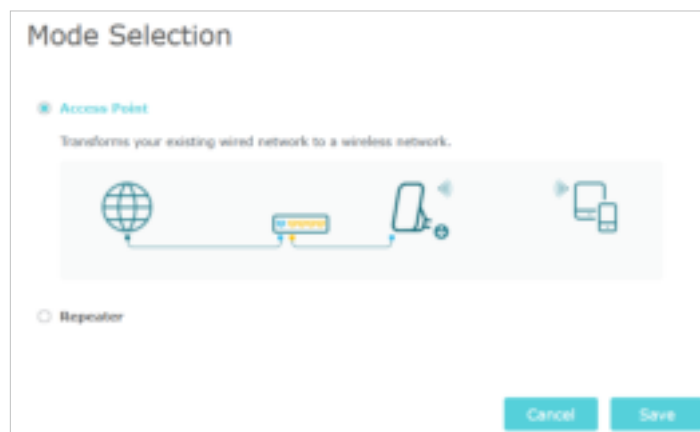 Mode Selection
Access Point
Transforms your existing wired network to a wireless network.
Repeater
Cancel
Save